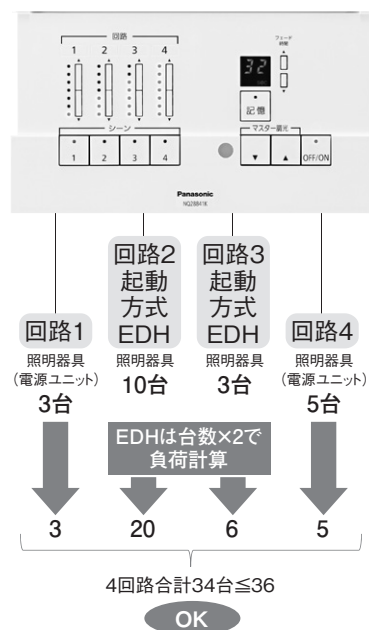 回路
1 2 3 4
シーン
1 2 3 4
フェード
時間
32
記憶
マスター調光
▼ ▲ OFF/ON
Panasonic
NQ28841K
回路1
照明器具
(電源ユニット)
3台
回路2
起動
方式
EDH
照明器具
10台
回路3
起動
方式
EDH
照明器具
3台
回路4
照明器具
(電源ユニット)
5台
EDHは台数×2で
負荷計算
3 20 6 5
4回路合計34台≦36
OK